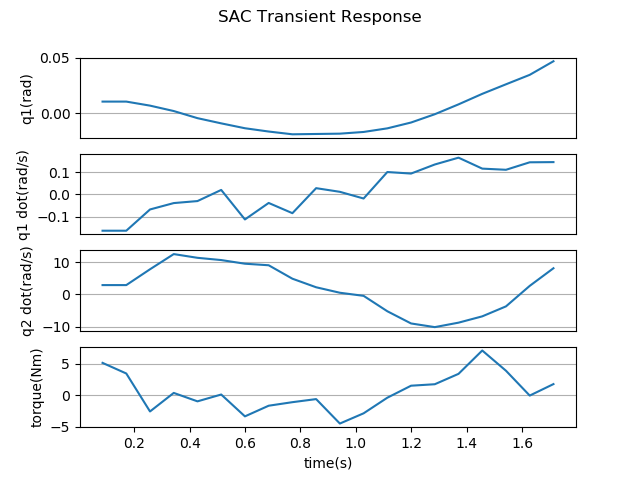 SAC Transient Response
0.05
0.00
q1(rad)
0.1
0.0
−0.1
q1 dot(rad/s)
10
0
−10
q2 dot(rad/s)
5
0
−5
torque(Nm)
0.2 0.4 0.6 0.8 1.0 1.2 1.4 1.6
time(s)